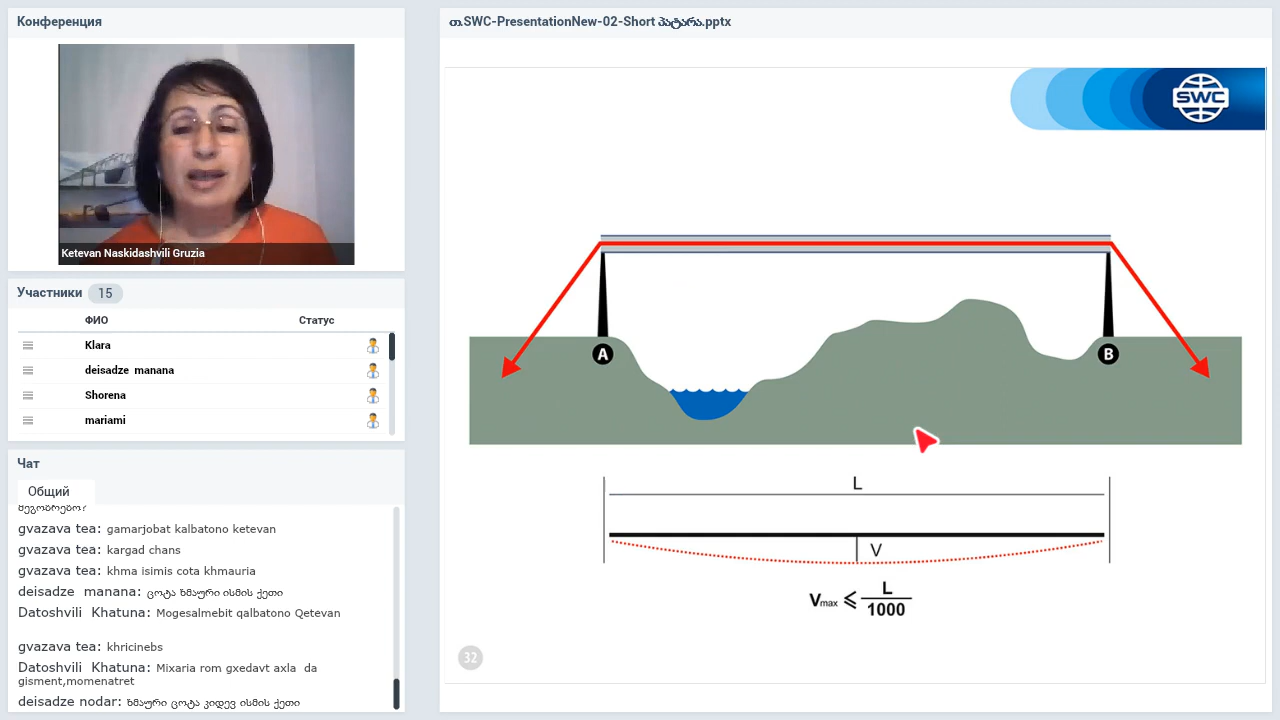 Конференция
Ketevan Naskidashvili Gruzia
Участники 15
ФИО Статус
Klara
deisadze manana
Shorena
mariami
Чат
Общий
gvazava tea: gamarjobat kalbatono ketevan
gvazava tea: kargad chans
gvazava tea: khma isimis cota khmauria
deisadze manana: ცოტა ხმაური ისმის ქეთი
Datoshvili Khatuna: Mogesalmebit qalbatono Qetevan
gvazava tea: khricinebs
Datoshvili Khatuna: Mixaria rom gxedavt axla da
gisment,momenatret
deisadze nodar: ხმაური ცოტა კიდევ ისმის ქეთი
თ.SWC-PresentationNew-02-Short პატარა.pptx
SWC
A B
L
V
Vmax ⩽ L
1000
32